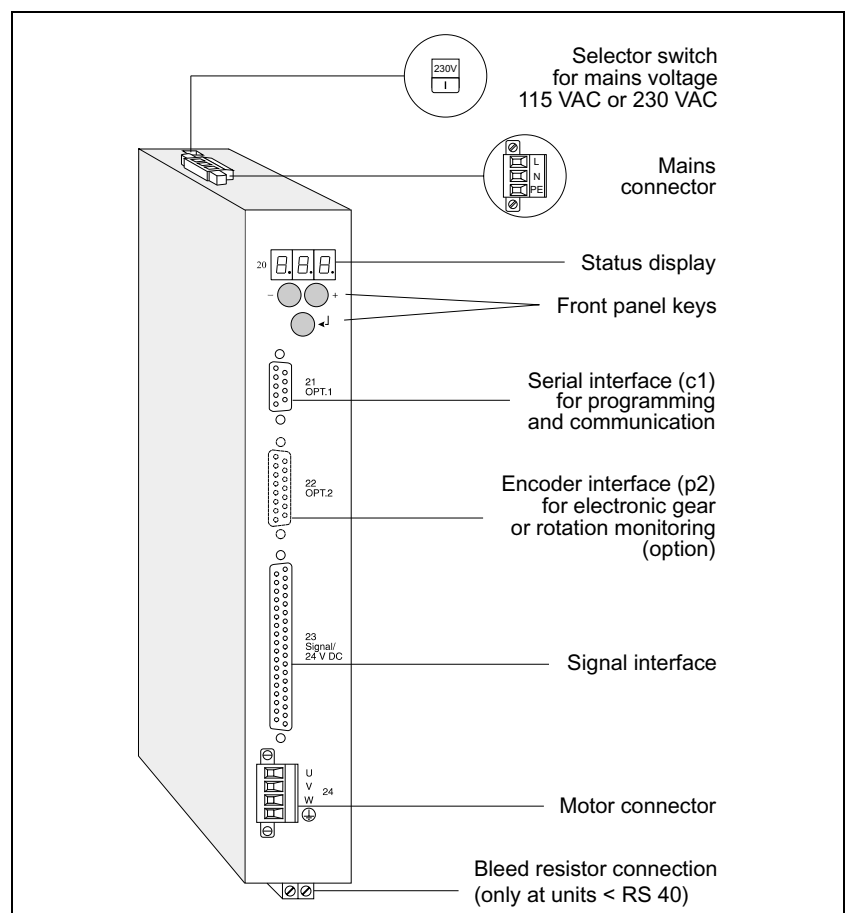 230V
I
Selector switch
for mains voltage
115 VAC or 230 VAC
L
N
PE
Mains
connector
20 8.8.8.
Status display
- +
Front panel keys
21
OPT.1
Serial interface (c1)
for programming
and communication
22
OPT.2
Encoder interface (p2)
for electronic gear
or rotation monitoring
(option)
23
Signal/
24 V DC
Signal interface
U
V
W 24
Motor connector
Bleed resistor connection
(only at units < RS 40)